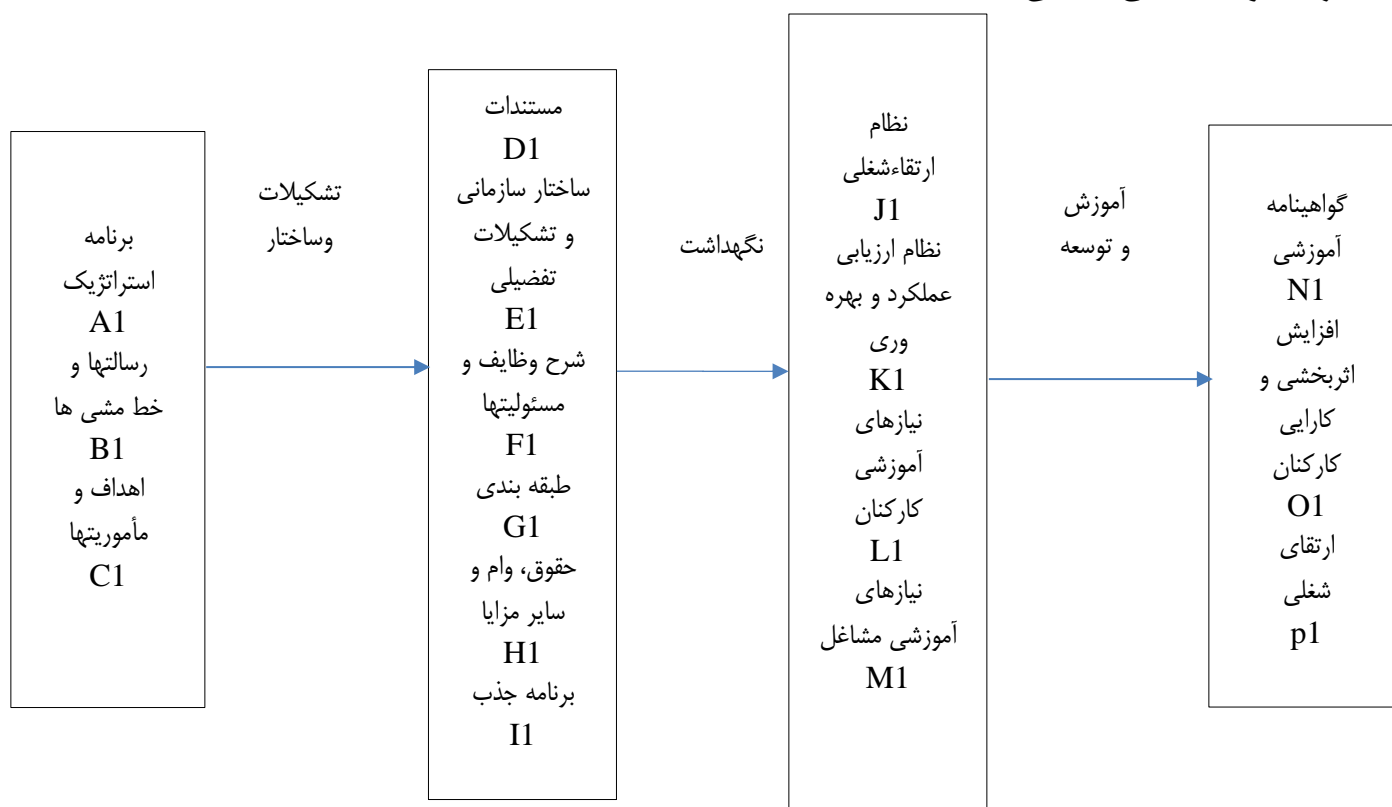 برنامه
استراتژیک
A1
رسالتها و
خط مشی ها
B1
اهداف و
مأموریتها
C1
تشکیلات
وساختار
مستندات
D1
ساختار سازمانی
و تشکیلات
تفضیلی
E1
شرح وظایف و
مسئولیتها
F1
طبقه بندی
G1
حقوق، وام و
سایر مزایا
H1
برنامه جذب
I1
نگهداشت
نظام
ارتقاءشغلی
J1
نظام ارزیابی
عملکرد و بهره
وری
K1
نیازهای
آموزشی
کارکنان
L1
نیازهای
آموزشی مشاغل
M1
آموزش
و توسعه
گواهینامه
آموزشی
N1
افزایش
اثربخشی و
کارایی
کارکنان
O1
ارتقای
شغلی
p1